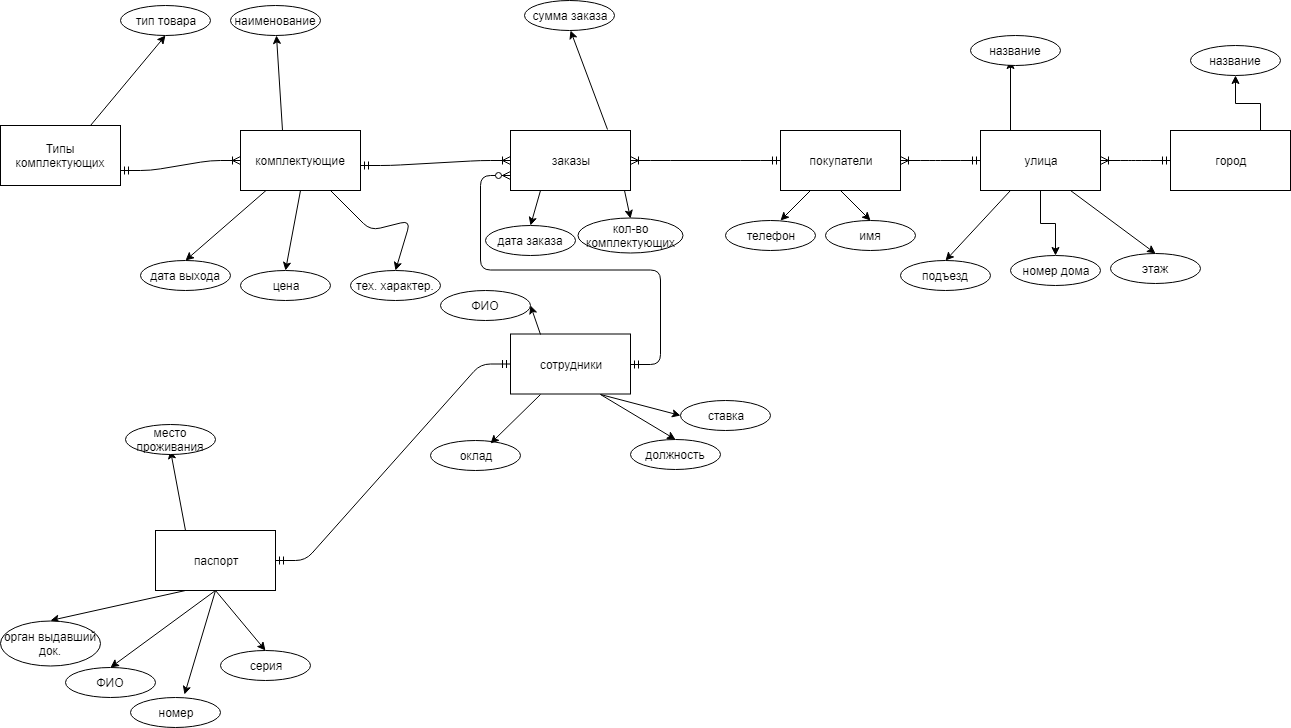 тип товара
наименование
сумма заказа
название
название
Типы
комплектующих
комплектующие
заказы
покупатели
улица
город
дата выхода
цена
тех. характер.
дата заказа
кол-во
комплектующих
телефон
имя
подъезд
номер дома
этаж
ФИО
сотрудники
оклад
должность
ставка
место
проживания
паспорт
орган выдавший
док.
ФИО
номер
серия